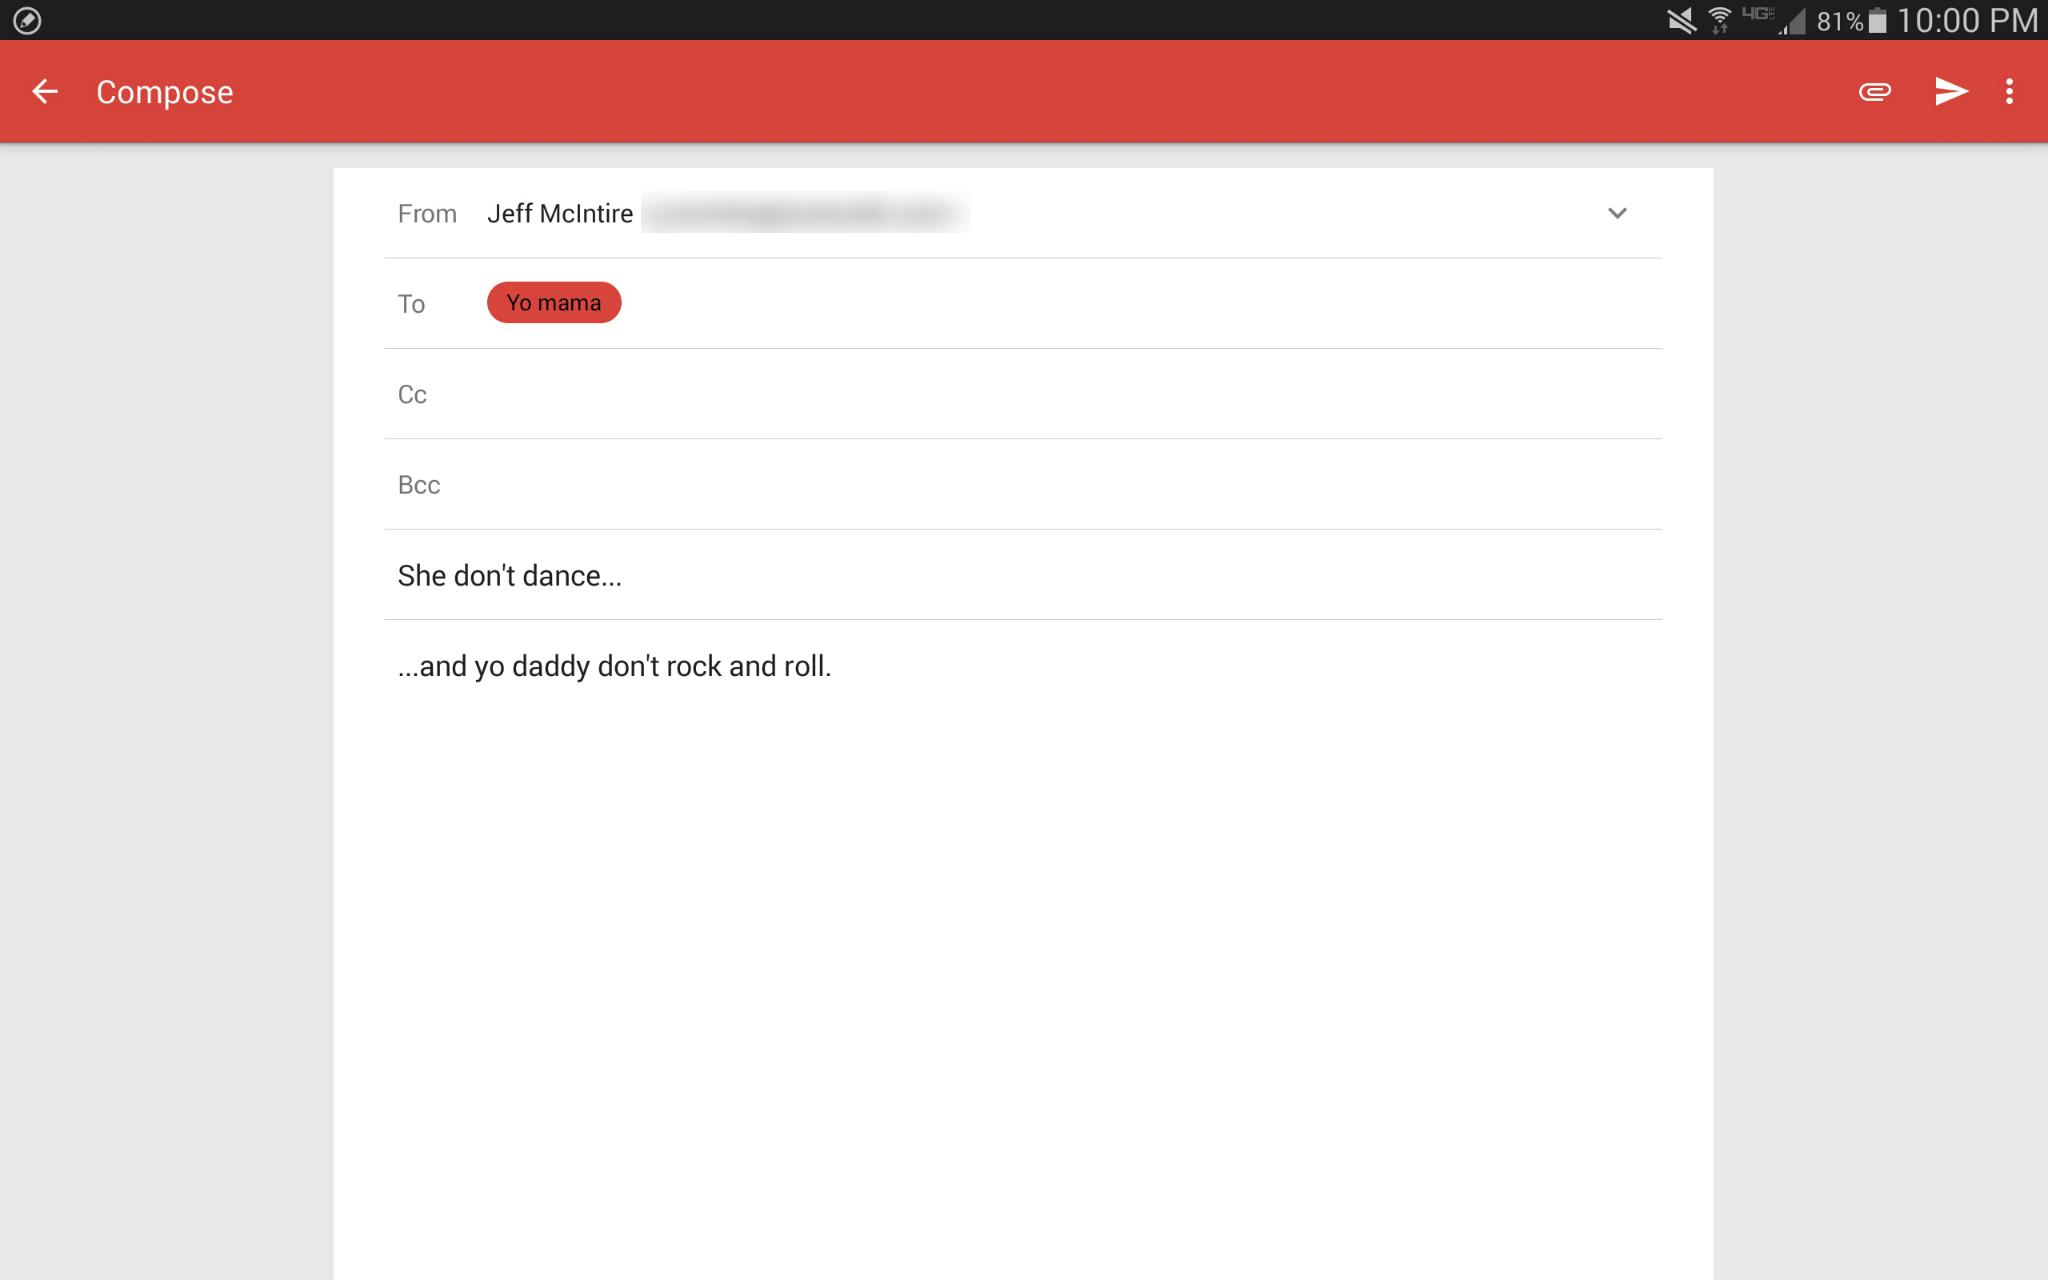 4G 81% 10:00 PM
Compose
From Jeff McIntire
To Yo mama
Cc
Bcc
She don't dance...
...and yo daddy don't rock and roll.